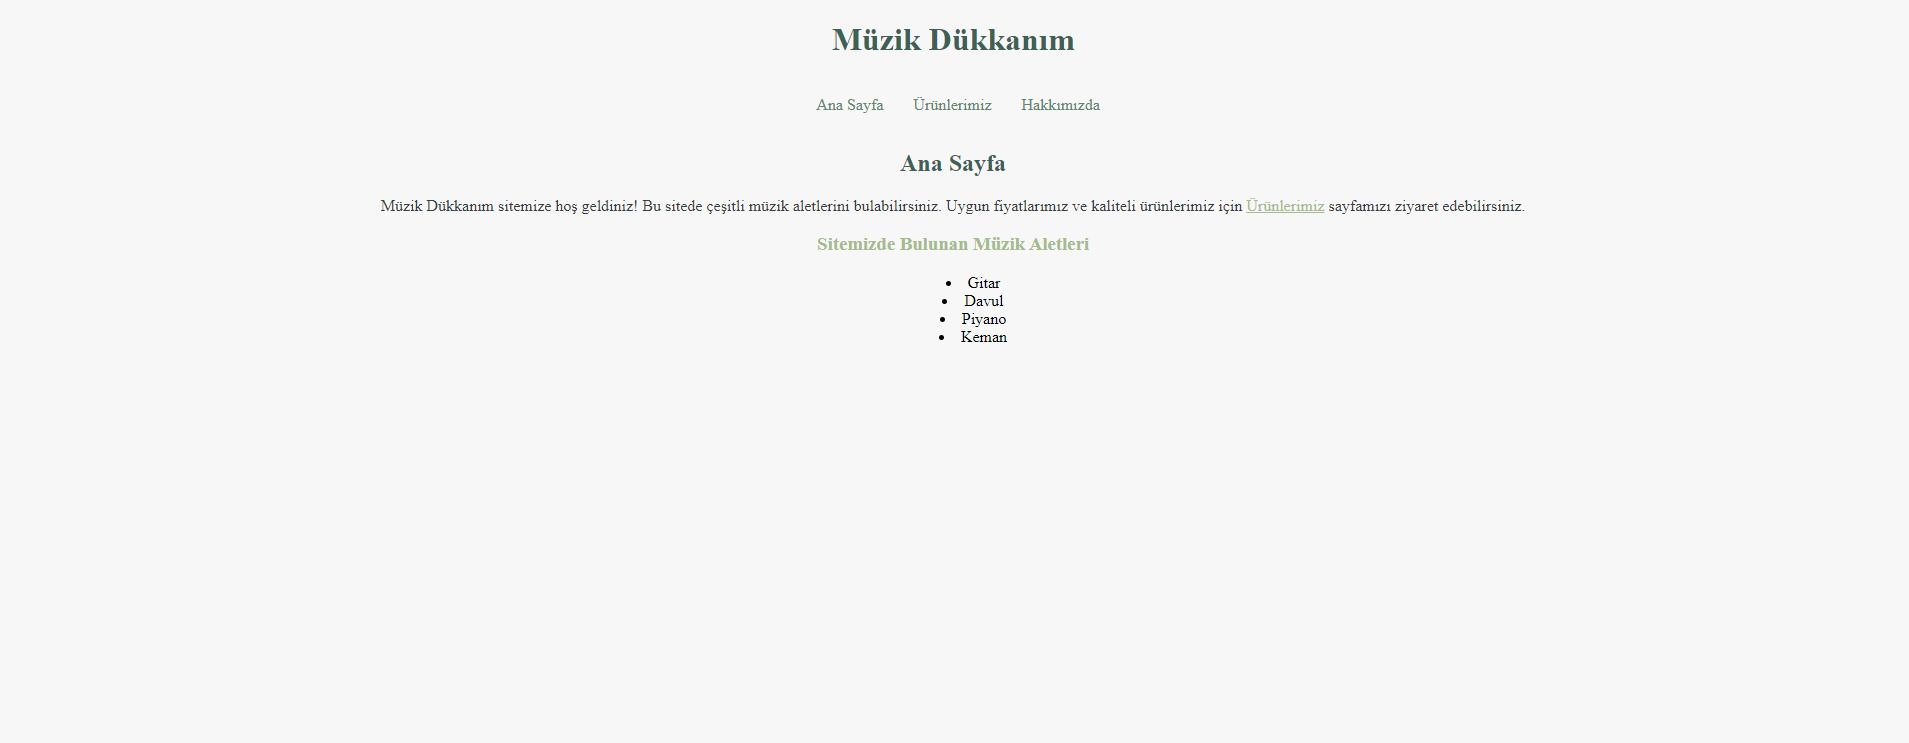 Müzik Dükkanım
Ana Sayfa Ürünlerimiz Hakkımızda
Ana Sayfa
Müzik Dükkanım sitemize hoş geldiniz! Bu sitede çeşitli müzik aletlerini bulabilirsiniz. Uygun fiyatlarımız ve kaliteli ürünlerimiz için Ürünlerimiz sayfamızı ziyaret edebilirsiniz.
Sitemizde Bulunan Müzik Aletleri
• Gitar
• Davul
• Piyano
• Keman